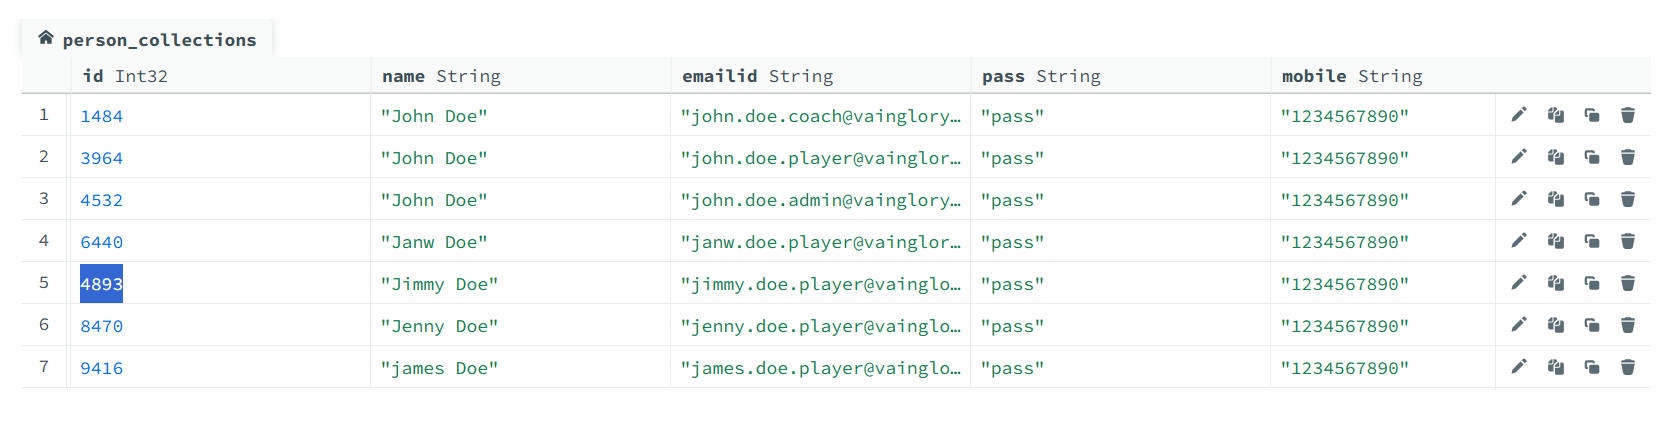 person_collections
id Int32 name String emailid String pass String mobile String
1 1484 "John Doe" "john.doe.coach@vainglory… "pass" "1234567890"
2 3964 "John Doe" "john.doe.player@vainglor… "pass" "1234567890"
3 4532 "John Doe" "john.doe.admin@vainglory… "pass" "1234567890"
4 6440 "Janw Doe" "janw.doe.player@vainglor… "pass" "1234567890"
5 4893 "Jimmy Doe" "jimmy.doe.player@vainglo… "pass" "1234567890"
6 8470 "Jenny Doe" "jenny.doe.player@vainglo… "pass" "1234567890"
7 9416 "james Doe" "james.doe.player@vainglo… "pass" "1234567890"